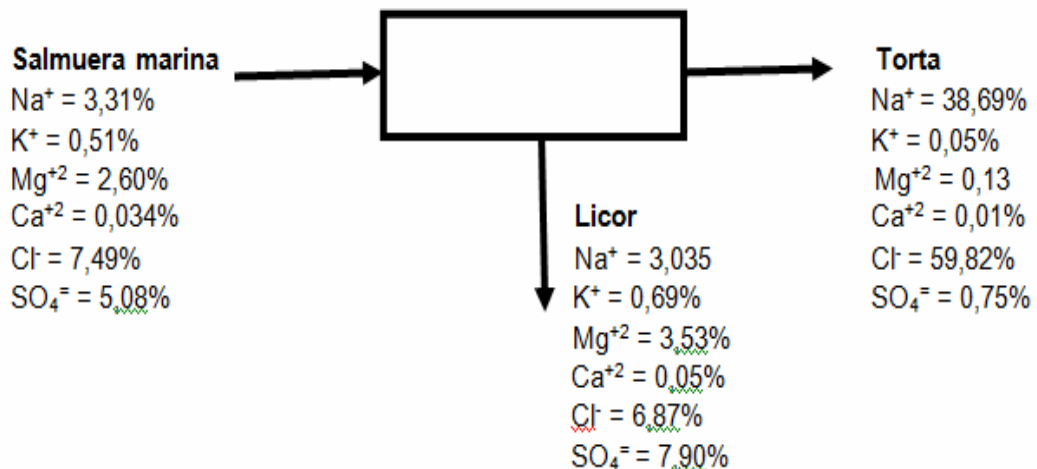 Salmuera marina
Na⁺ = 3,31%
K⁺ = 0,51%
Mg⁺² = 2,60%
Ca⁺² = 0,034%
Cl⁻ = 7,49%
SO₄⁼ = 5,08%
Licor
Na⁺ = 3,035
K⁺ = 0,69%
Mg⁺² = 3,53%
Ca⁺² = 0,05%
Cl⁻ = 6,87%
SO₄⁼ = 7,90%
Torta
Na⁺ = 38,69%
K⁺ = 0,05%
Mg⁺² = 0,13
Ca⁺² = 0,01%
Cl⁻ = 59,82%
SO₄⁼ = 0,75%